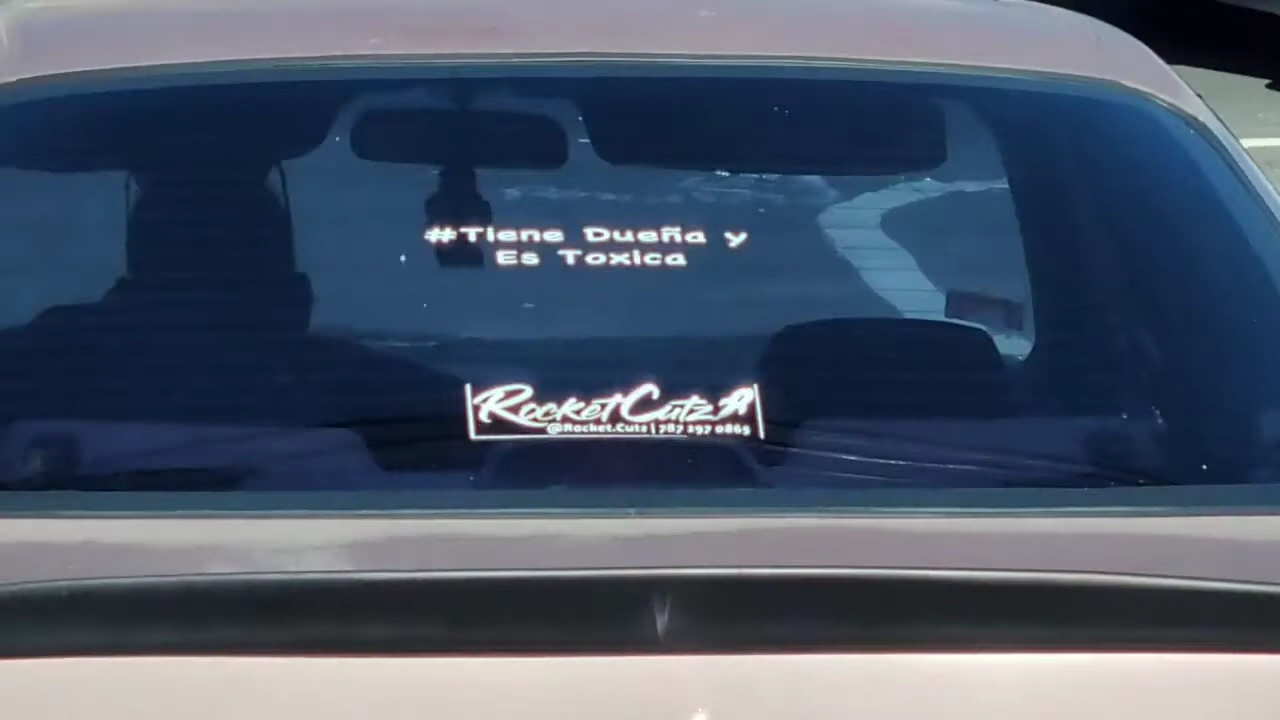 #Tiene Dueña y
Es Toxica
RocketCutz
@Rocket.Cutz | 787 297 0865